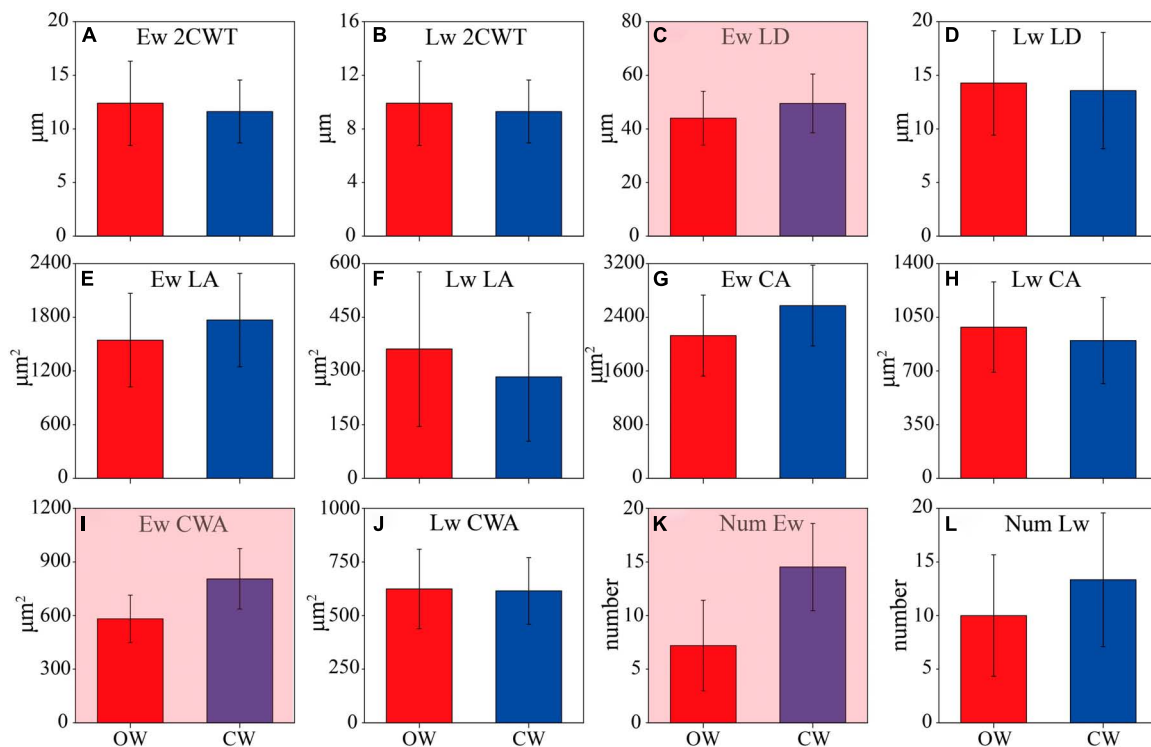 A Ew 2CWT
20
15
10
5
0
µm
B Lw 2CWT
16
12
8
4
0
µm
C Ew LD
80
60
40
20
0
µm
D Lw LD
20
15
10
5
0
µm
E Ew LA
2400
1800
1200
600
0
µm²
F Lw LA
600
450
300
150
0
µm²
G Ew CA
3200
2400
1600
800
0
µm²
H Lw CA
1400
1050
700
350
0
µm²
I Ew CWA
1200
900
600
300
0
µm²
OW CW
J Lw CWA
1000
750
500
250
0
µm²
OW CW
K Num Ew
20
15
10
5
0
number
OW CW
L Num Lw
20
15
10
5
0
number
OW CW